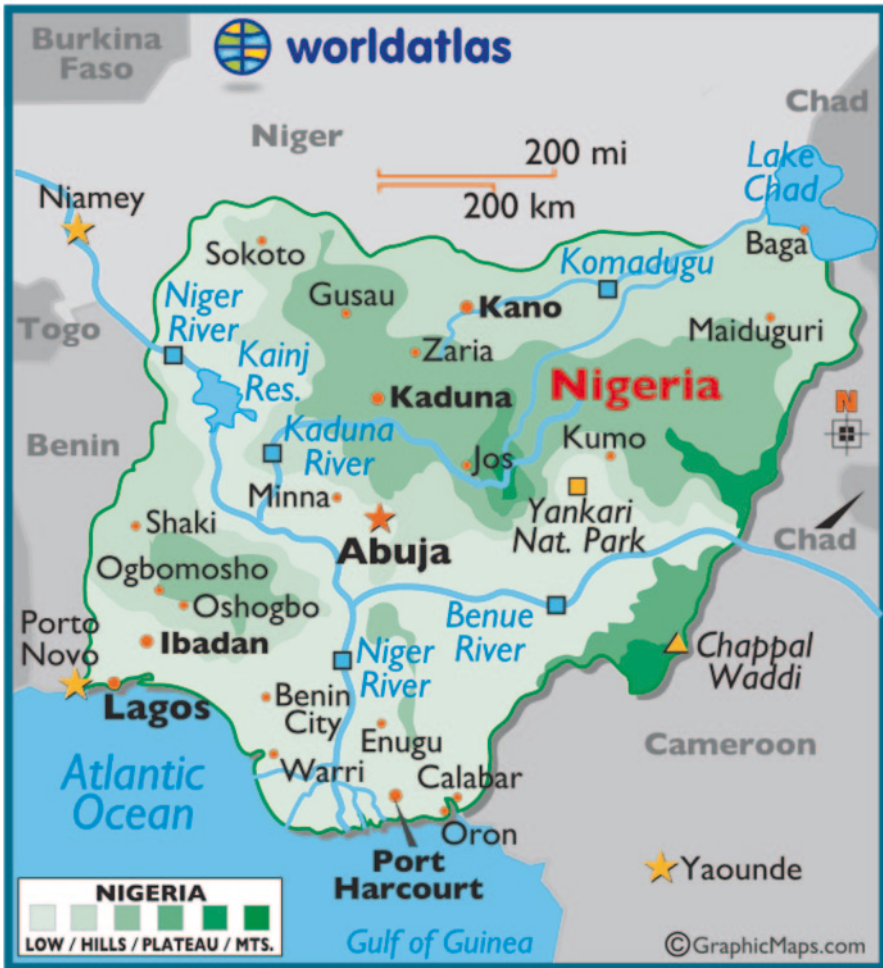 Burkina
Faso
worldatlas
Chad
Niger
200 mi
200 km
Lake
Chad
Niamey
Sokoto
Baga
Komadugu
Niger
River
Gusau
Kano
Togo
Maiduguri
Kainj
Res.
Zaria
Nigeria
Kaduna
N
Benin
Kaduna
River
Kumo
Jos
Minna
Yankari
Nat. Park
Shaki
Abuja
Chad
Ogbomosho
Oshogbo
Porto
Novo
Ibadan
Benue
River
Niger
River
Chappal
Waddi
Lagos
Benin
City
Enugu
Cameroon
Atlantic
Ocean
Warri
Calabar
Oron
Port
Harcourt
Yaounde
NIGERIA
LOW / HILLS / PLATEAU / MTS.
Gulf of Guinea
©GraphicMaps.com